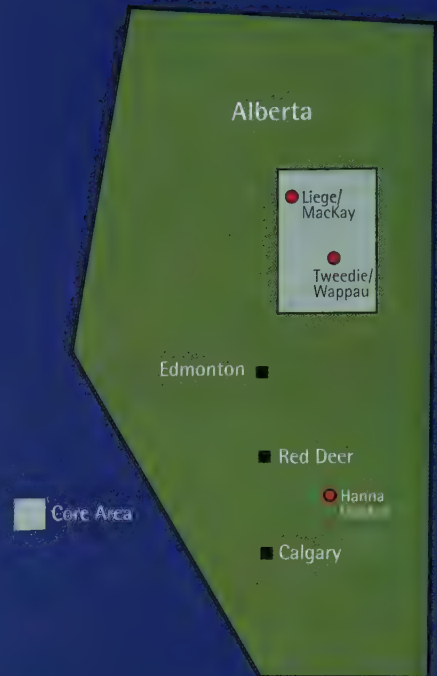 Alberta
Liege/
MacKay
Tweedie/
Wappau
Edmonton
Red Deer
Hanna
Core Area
Calgary